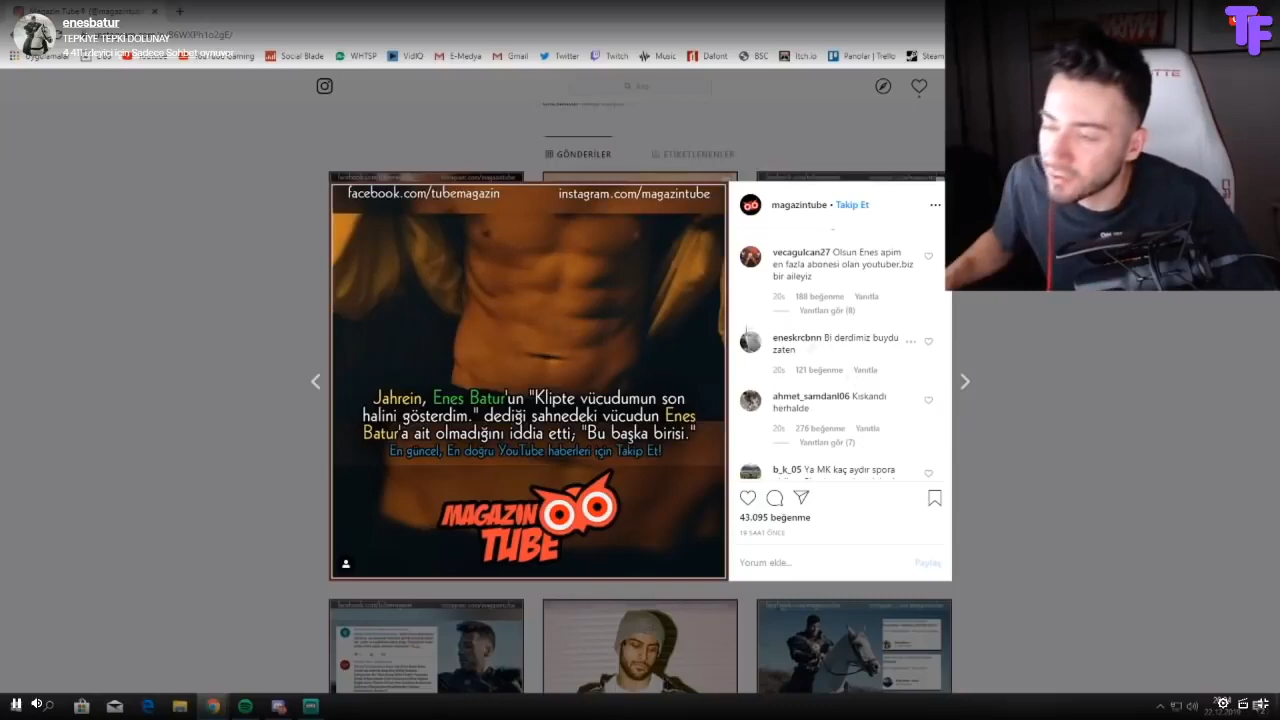 enesbatur
TEPKİYE TEPKİ DOLUNAY
Social Blade
WHTSP
VidIQ
E-Medya
Gmail
Twitter
Twitch
Music
Dafont
BSC
Itch.io
Panolar | Trello
Steam
Ara
GÖNDERİLER
ETİKETLENENLER
facebook.com/tubemagazin
instagram.com/magazintube
Jahrein, Enes Batur'un "Klipte vücudumun son
halini gösterdim." dediği sahnedeki vücudun Enes
Batur'a ait olmadığını iddia etti; "Bu başka birisi."
En güncel, En doğru YouTube haberleri için Takip Et!
MAGAZIN
TUBE
magazintube • Takip Et
vecagulcan27 Olsun Enes apim
en fazla abonesi olan youtuber.biz
bir aileyiz
20s 188 beğenme Yanıtla
Yanıtları gör (8)
eneskrcbnn Bi derdimiz buydu
zaten
20s 121 beğenme Yanıtla
ahmet_samdanl06 Kıskandı
herhalde
20s 276 beğenme Yanıtla
Yanıtları gör (7)
b_k_05 Ya MK kaç aydır spora
43.095 beğenme
19 SAAT ÖNCE
Yorum ekle...
Paylaş
TF